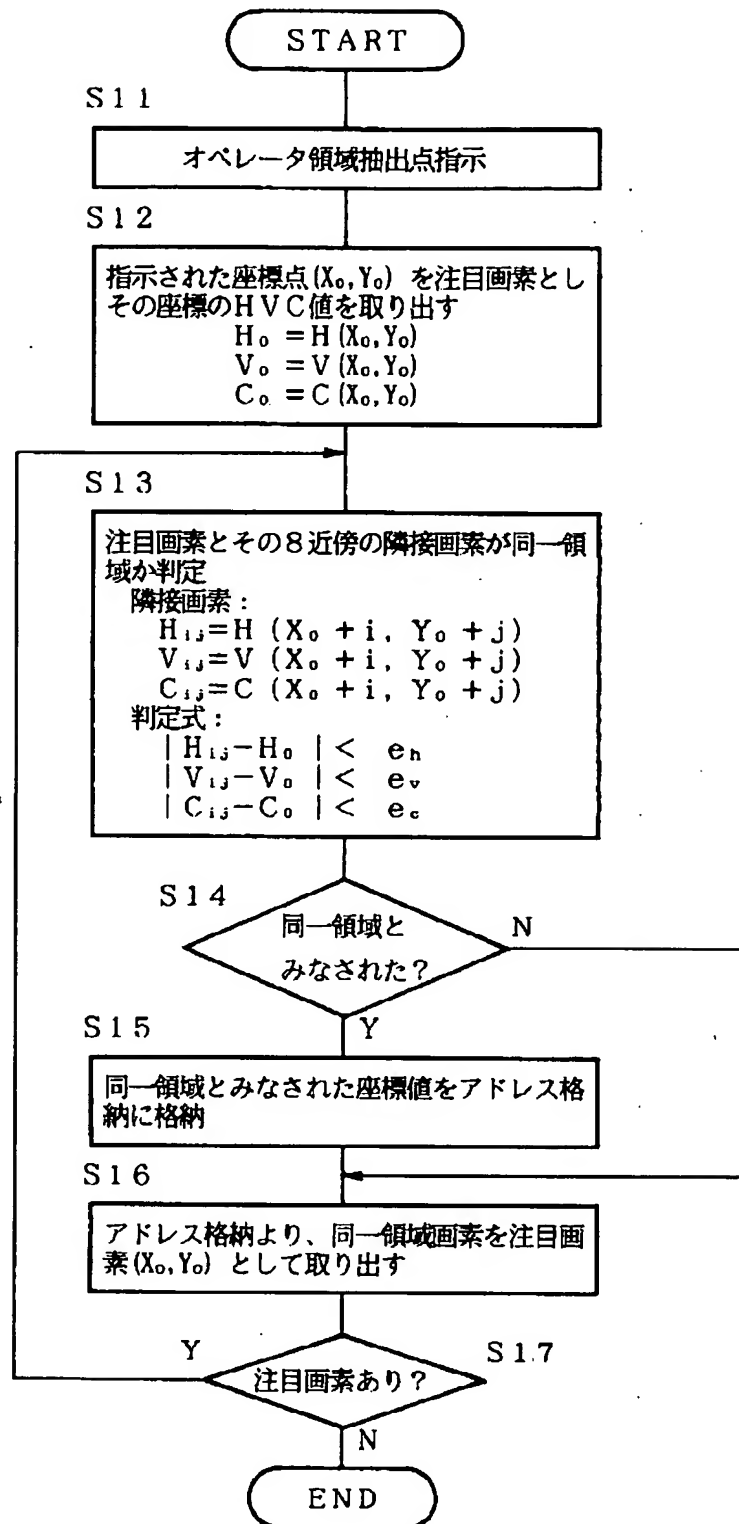 START
S11
オペレータ領域抽出点指示
S12
指示された座標点(X₀,Y₀) を注目画素とし
その座標のHVC値を取り出す
H₀ =H(X₀,Y₀)
V₀ =V(X₀,Y₀)
C₀ =C(X₀,Y₀)
S13
注目画素とその8近傍の隣接画素が同一領
域か判定
隣接画素:
Hᵢⱼ=H (X₀ +i, Y₀ +j)
Vᵢⱼ=V (X₀ +i, Y₀ +j)
Cᵢⱼ=C (X₀ +i, Y₀ +j)
判定式:
|Hᵢⱼ-H₀ |< eh
|Vᵢⱼ-V₀ |< ev
|Cᵢⱼ-C₀ |< ec
S14
同一領域と
みなされた?
N
Y
S15
同一領域とみなされた座標値をアドレス格
納に格納
S16
アドレス格納より、同一領域画素を注目画
素(X₀,Y₀) として取り出す
Y
S17
注目画素あり?
N
END